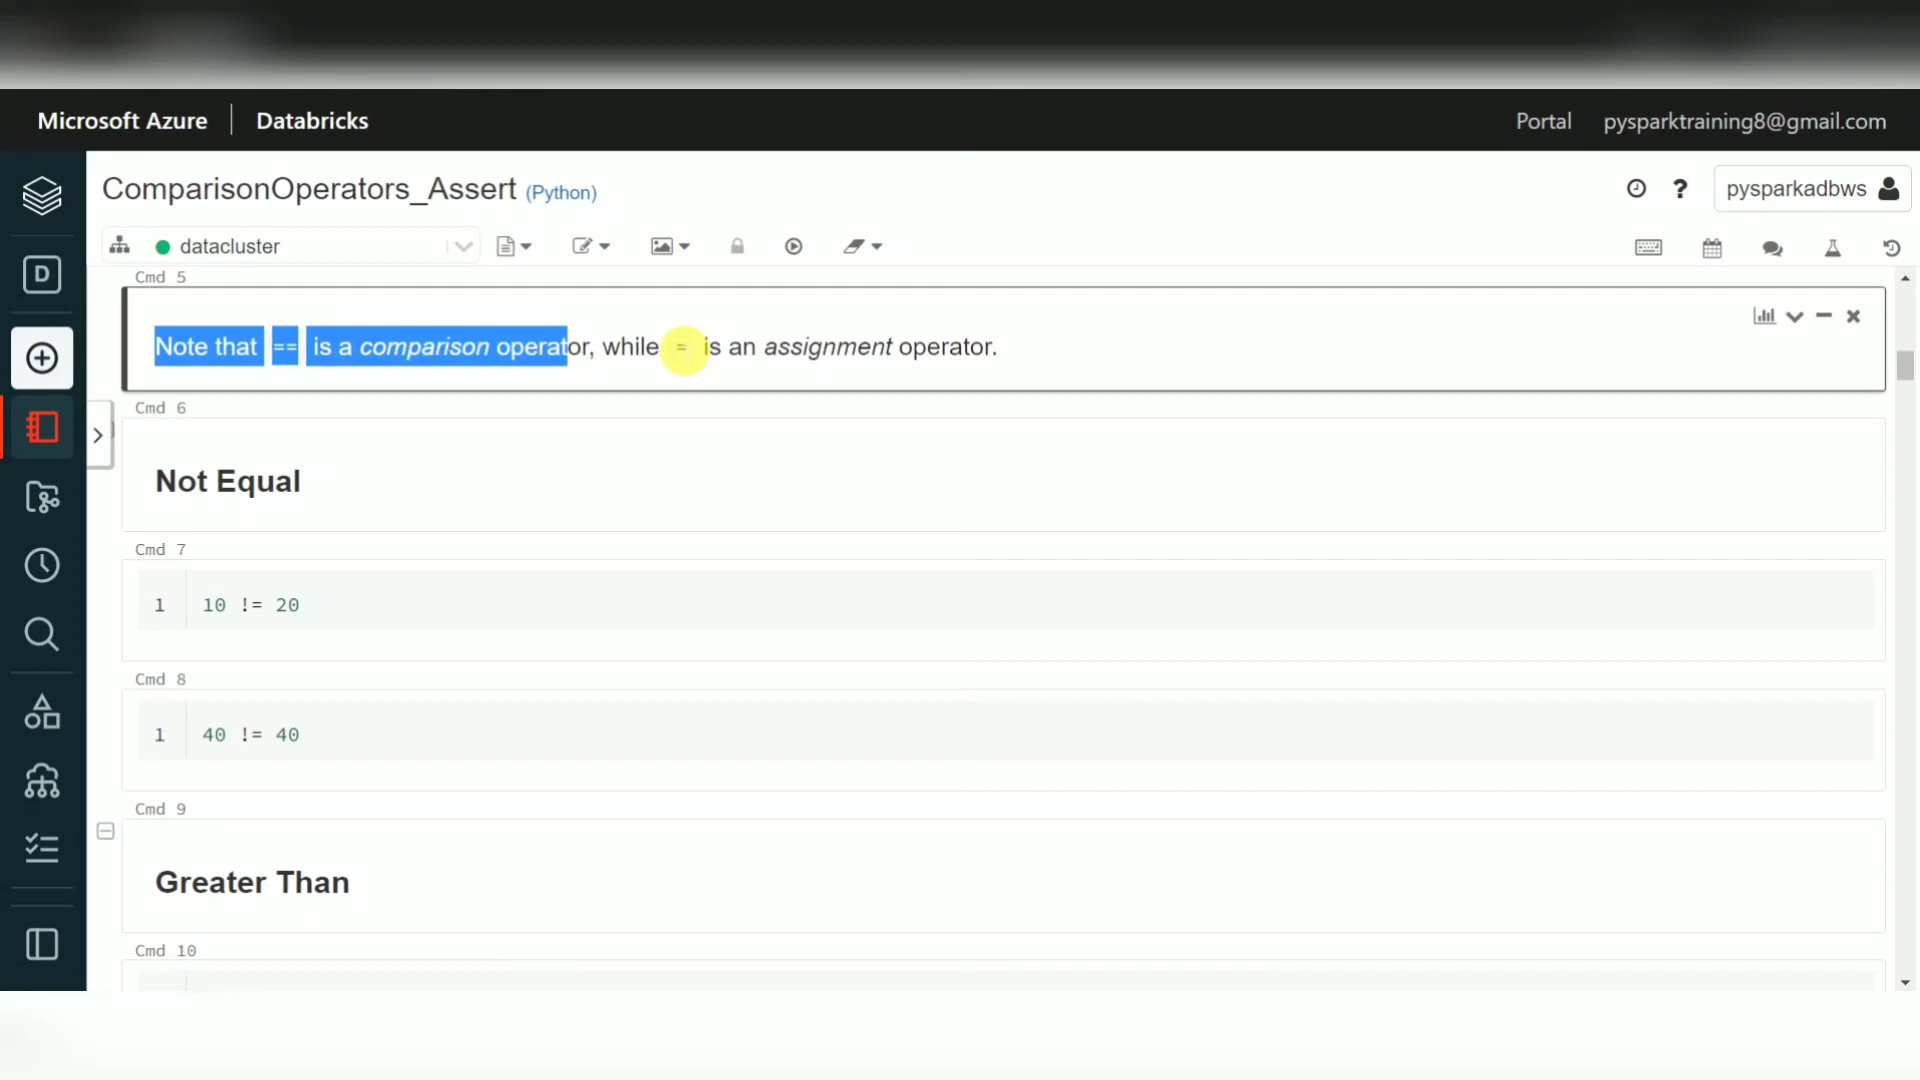 Microsoft Azure | Databricks
Portal pysparktraining8@gmail.com
ComparisonOperators_Assert (Python)
? pysparkadbws
datacluster
D
Cmd 5
Note that == is a comparison operator, while = is an assignment operator.
Cmd 6
Not Equal
Cmd 7
1 10 != 20
Cmd 8
1 40 != 40
Cmd 9
Greater Than
Cmd 10